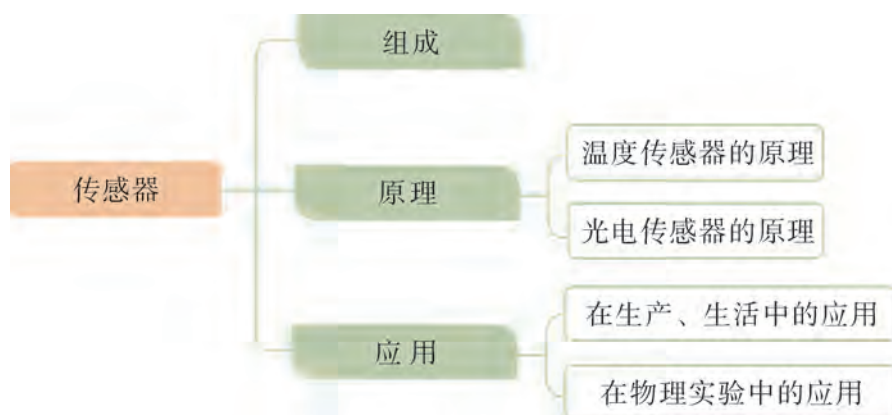 组成
传感器
原理
温度传感器的原理
光电传感器的原理
应用
在生产、生活中的应用
在物理实验中的应用